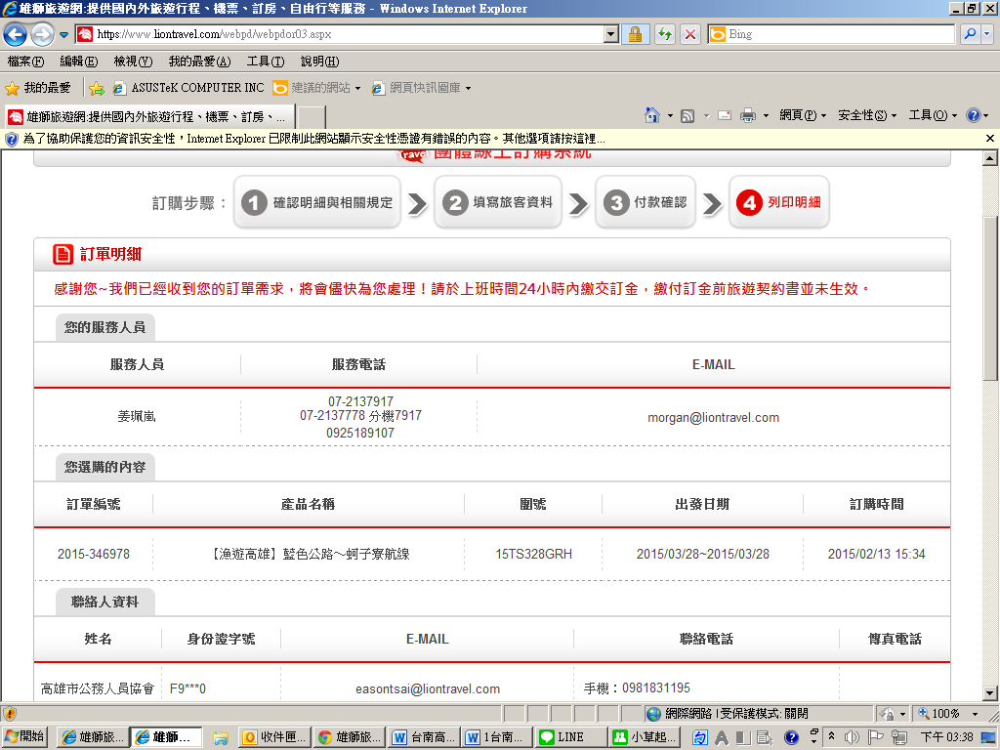 雄獅旅遊網:提供國內外旅遊行程、機票、訂房、自由行等服務 - Windows Internet Explorer
https://www.liontravel.com/webpd/webpdor03.aspx
Bing
檔案(F) 編輯(E) 檢視(V) 我的最愛(A) 工具(T) 說明(H)
我的最愛 ASUSTeK COMPUTER INC 建議的網站 網頁快訊圖庫
雄獅旅遊網:提供國內外旅遊行程、機票、訂房、...
網頁(P) 安全性(S) 工具(O)
為了協助保護您的資訊安全性，Internet Explorer 已限制此網站顯示安全性憑證有錯誤的內容。其他選項請按這裡...
travel 團體線上訂購系統
訂購步驟：
1 確認明細與相關規定
2 填寫旅客資料
3 付款確認
4 列印明細
訂單明細
感謝您~我們已經收到您的訂單需求，將會儘快為您處理！請於上班時間24小時內繳交訂金，繳付訂金前旅遊契約書並未生效。
您的服務人員
服務人員 服務電話 E-MAIL
07-2137917
姜珮嵐 07-2137778 分機7917 morgan@liontravel.com
0925189107
您選購的內容
訂單編號 產品名稱 團號 出發日期 訂購時間
2015-346978 【漁遊高雄】藍色公路～蚵子寮航線 15TS328GRH 2015/03/28~2015/03/28 2015/02/13 15:34
聯絡人資料
姓名 身份證字號 E-MAIL 聯絡電話 傳真電話
高雄市公務人員協會 F9***0 easontsai@liontravel.com 手機：0981831195
網際網路 | 受保護模式: 關閉 100%
開始 雄獅旅... 雄獅... 收件匣... 雄獅旅... 台南高... 1台南... LINE 小草起... 下午 03:38